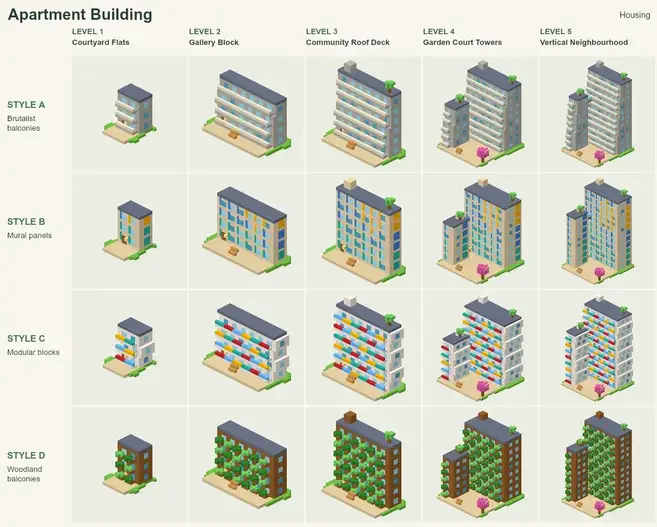 Apartment Building
Housing
LEVEL 1
Courtyard Flats
LEVEL 2
Gallery Block
LEVEL 3
Community Roof Deck
LEVEL 4
Garden Court Towers
LEVEL 5
Vertical Neighbourhood
STYLE A
Brutalist
balconies
STYLE B
Mural panels
STYLE C
Modular blocks
STYLE D
Woodland
balconies